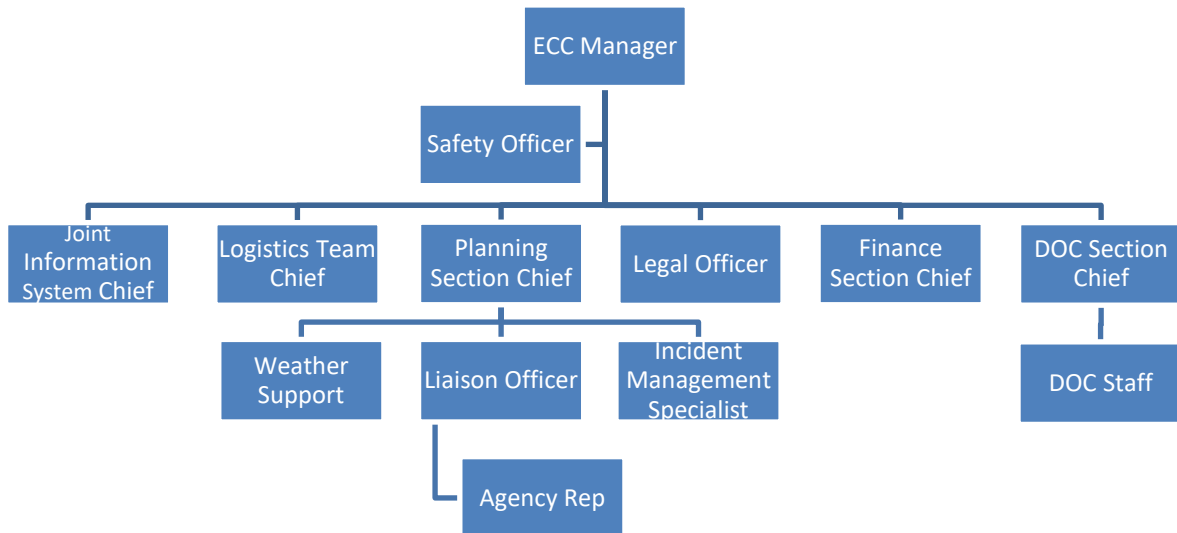 ECC Manager
Safety Officer
Joint
Information
System Chief
Logistics Team
Chief
Planning
Section Chief
Legal Officer
Finance
Section Chief
DOC Section
Chief
Weather
Support
Liaison Officer
Incident
Management
Specialist
DOC Staff
Agency Rep